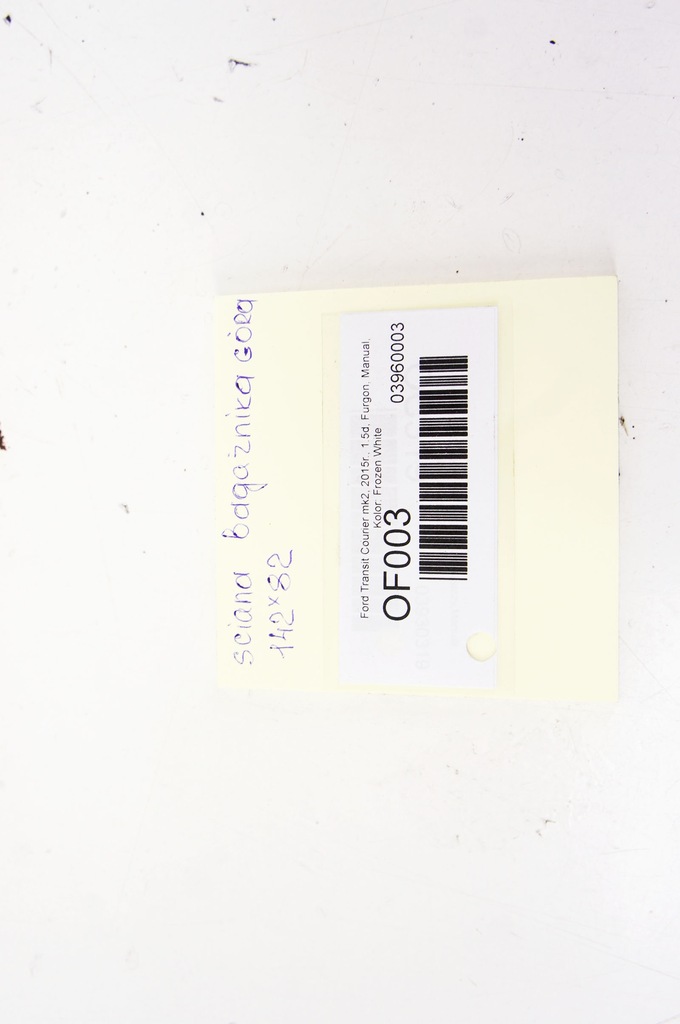 sciana bagażnika GÓRA
142x82
Ford Transit Courier mk2, 2015r., 1.5d, Furgon, Manual,
Kolor: Frozen White
OF003 03960003